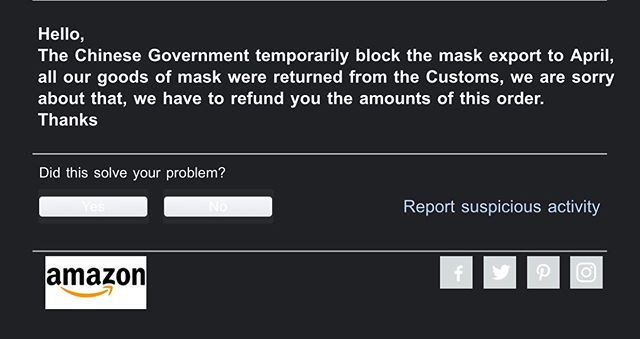 Hello,
The Chinese Government temporarily block the mask export to April,
all our goods of mask were returned from the Customs, we are sorry
about that, we have to refund you the amounts of this order.
Thanks
Did this solve your problem?
Yes
No
Report suspicious activity
amazon